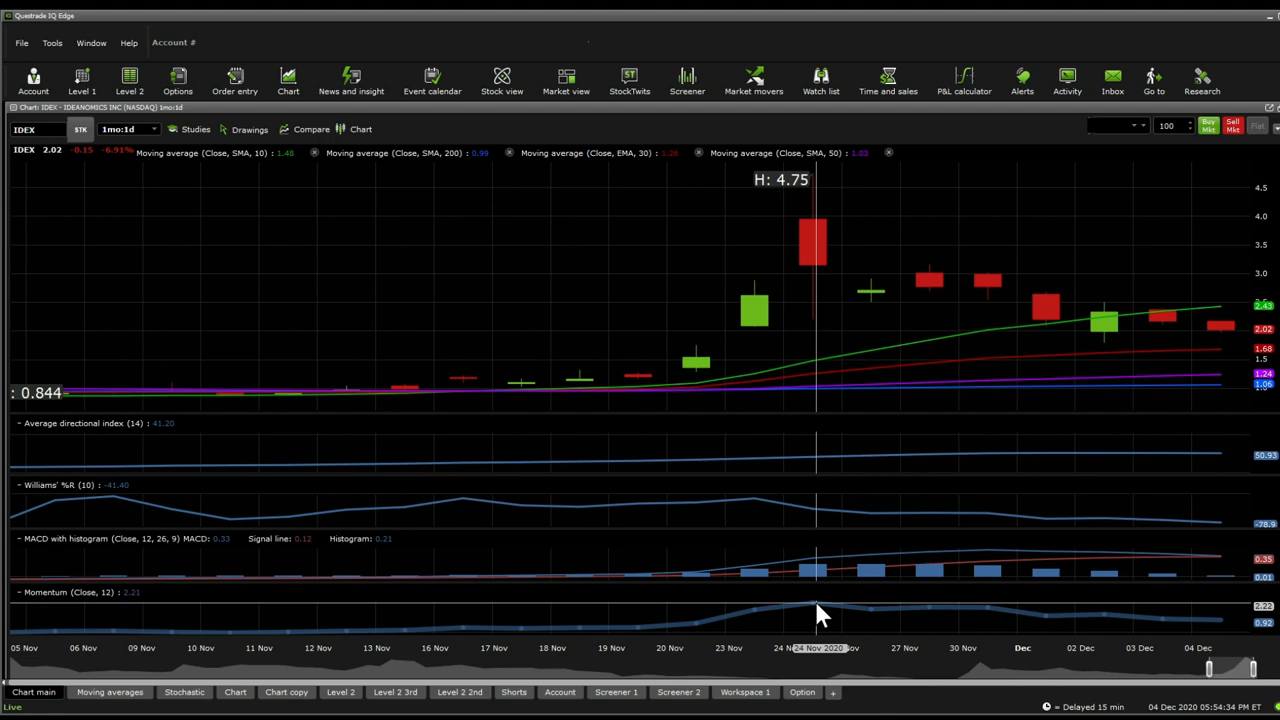 Questrade IQ Edge
File Tools Window Help Account #
Account Level 1 Level 2 Options Order entry Chart News and insight Event calendar Stock view Market view StockTwits Screener Market movers Watch list Time and sales P&L calculator Alerts Activity Inbox Go to Research
Chart: IDEX - IDEANOMICS INC (NASDAQ) 1mo:1d
IDEX STK 1mo:1d Studies Drawings Compare Chart 100 Buy Mkt Sell Mkt Flat
IDEX 2.02 -0.15 -6.91% Moving average (Close, SMA, 10) : 1.48 Moving average (Close, SMA, 200) : 0.99 Moving average (Close, EMA, 30) : 1.26 Moving average (Close, SMA, 50) : 1.03
H: 4.75
4.5
4.0
3.5
3.0
2.43
2.02
1.68
1.5
1.24
1.06
: 0.844
Average directional index (14) : 41.20
50.93
Williams' %R (10) : -41.40
-78.9
MACD with histogram (Close, 12, 26, 9) MACD: 0.33 Signal line: 0.12 Histogram: 0.21
0.35
0.01
Momentum (Close, 12) : 2.21
2.22
0.92
05 Nov 06 Nov 09 Nov 10 Nov 11 Nov 12 Nov 13 Nov 16 Nov 17 Nov 18 Nov 19 Nov 20 Nov 23 Nov 24 Nov 2020 27 Nov 30 Nov Dec 02 Dec 03 Dec 04 Dec
Chart main Moving averages Stochastic Chart Chart copy Level 2 Level 2 3rd Level 2 2nd Shorts Account Screener 1 Screener 2 Workspace 1 Option +
Live = Delayed 15 min 04 Dec 2020 05:54:34 PM ET